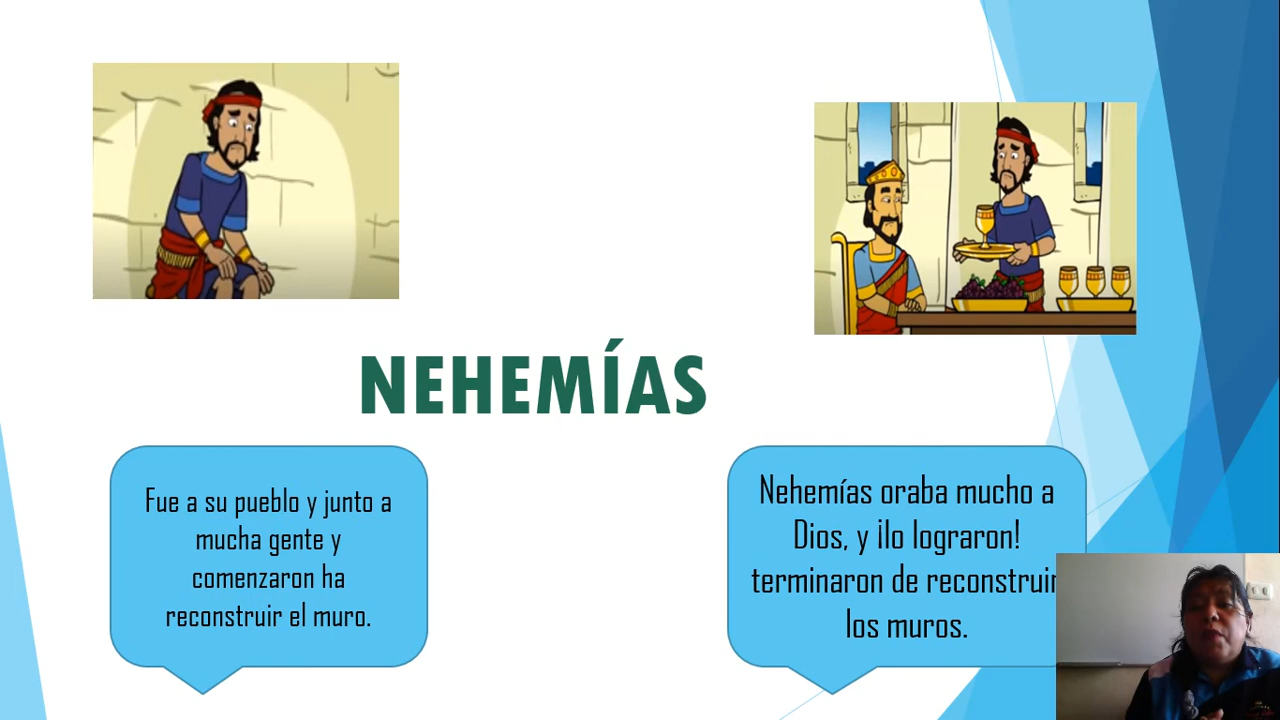 NEHEMÍAS
Fue a su pueblo y junto a
mucha gente y
comenzaron ha
reconstruir el muro.
Nehemías oraba mucho a
Dios, y ¡lo lograron!
terminaron de reconstruir
los muros.